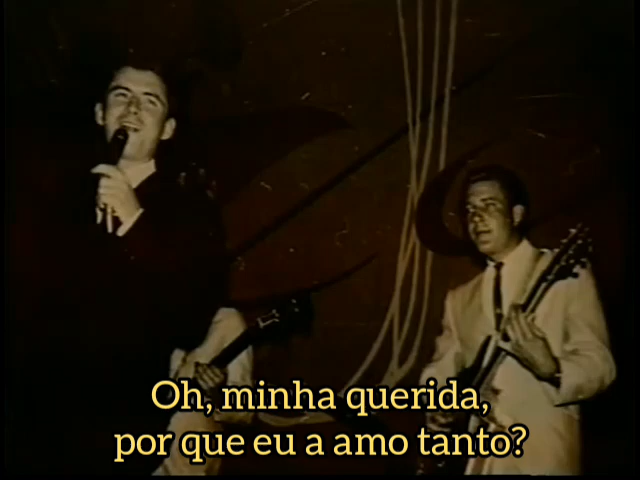 Oh, minha querida,
por que eu a amo tanto?